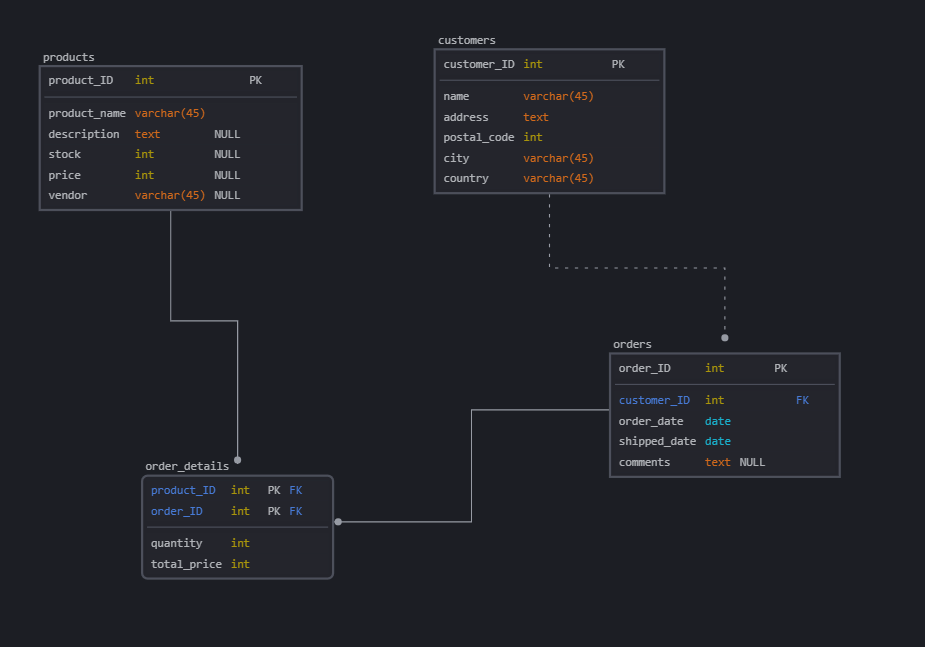 products
product_ID int PK
product_name varchar(45)
description text NULL
stock int NULL
price int NULL
vendor varchar(45) NULL
customers
customer_ID int PK
name varchar(45)
address text
postal_code int
city varchar(45)
country varchar(45)
orders
order_ID int PK
customer_ID int FK
order_date date
shipped_date date
comments text NULL
order_details
product_ID int PK FK
order_ID int PK FK
quantity int
total_price int